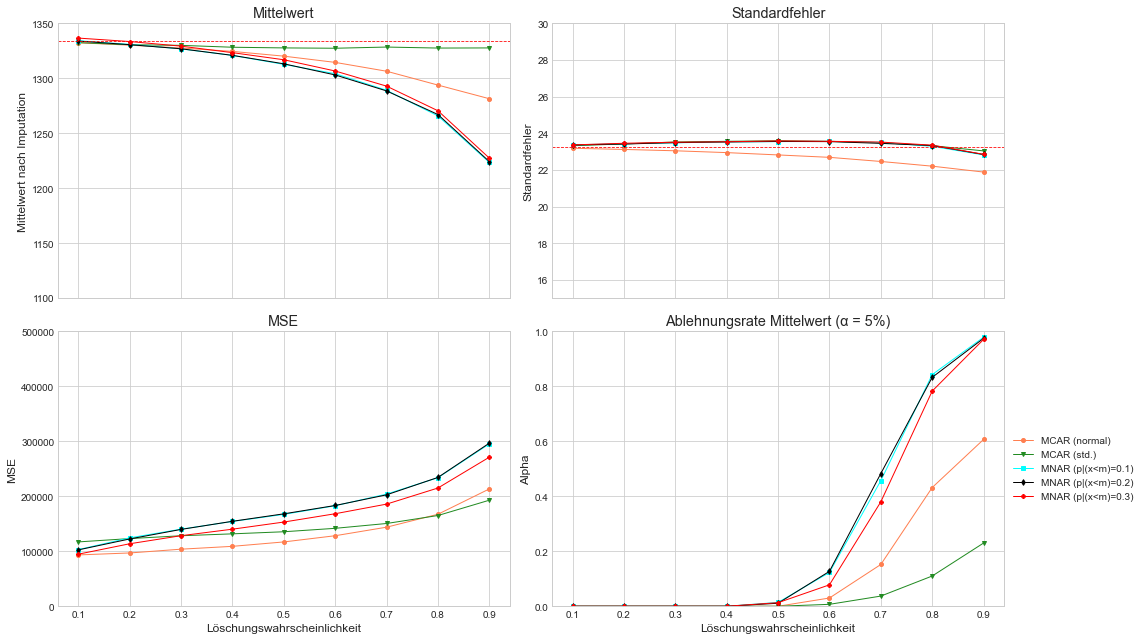 Mittelwert
Mittelwert nach Imputation
1350
1300
1250
1200
1150
1100
Standardfehler
Standardfehler
30
28
26
24
22
20
18
16
MSE
MSE
500000
400000
300000
200000
100000
0
0.1 0.2 0.3 0.4 0.5 0.6 0.7 0.8 0.9
Löschungswahrscheinlichkeit
Ablehnungsrate Mittelwert (α = 5%)
Alpha
1.0
0.8
0.6
0.4
0.2
0.0
0.1 0.2 0.3 0.4 0.5 0.6 0.7 0.8 0.9
Löschungswahrscheinlichkeit
MCAR (normal)
MCAR (std.)
MNAR (p|(x<m)=0.1)
MNAR (p|(x<m)=0.2)
MNAR (p|(x<m)=0.3)